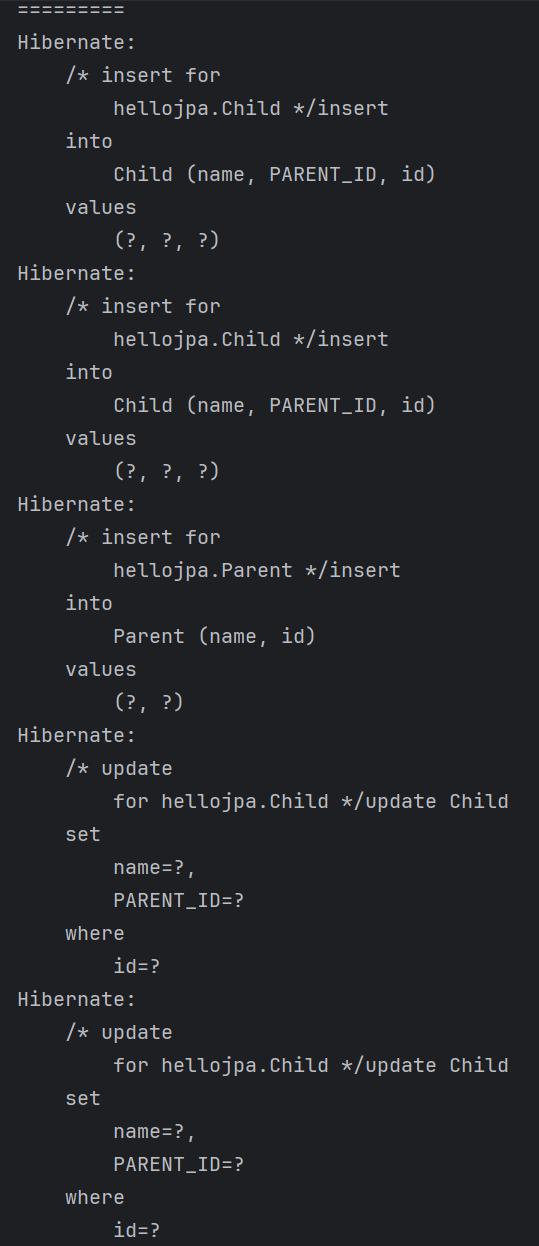 =========
Hibernate:
    /* insert for
        hellojpa.Child */insert
    into
        Child (name, PARENT_ID, id)
    values
        (?, ?, ?)
Hibernate:
    /* insert for
        hellojpa.Child */insert
    into
        Child (name, PARENT_ID, id)
    values
        (?, ?, ?)
Hibernate:
    /* insert for
        hellojpa.Parent */insert
    into
        Parent (name, id)
    values
        (?, ?)
Hibernate:
    /* update
        for hellojpa.Child */update Child
    set
        name=?,
        PARENT_ID=?
    where
        id=?
Hibernate:
    /* update
        for hellojpa.Child */update Child
    set
        name=?,
        PARENT_ID=?
    where
        id=?